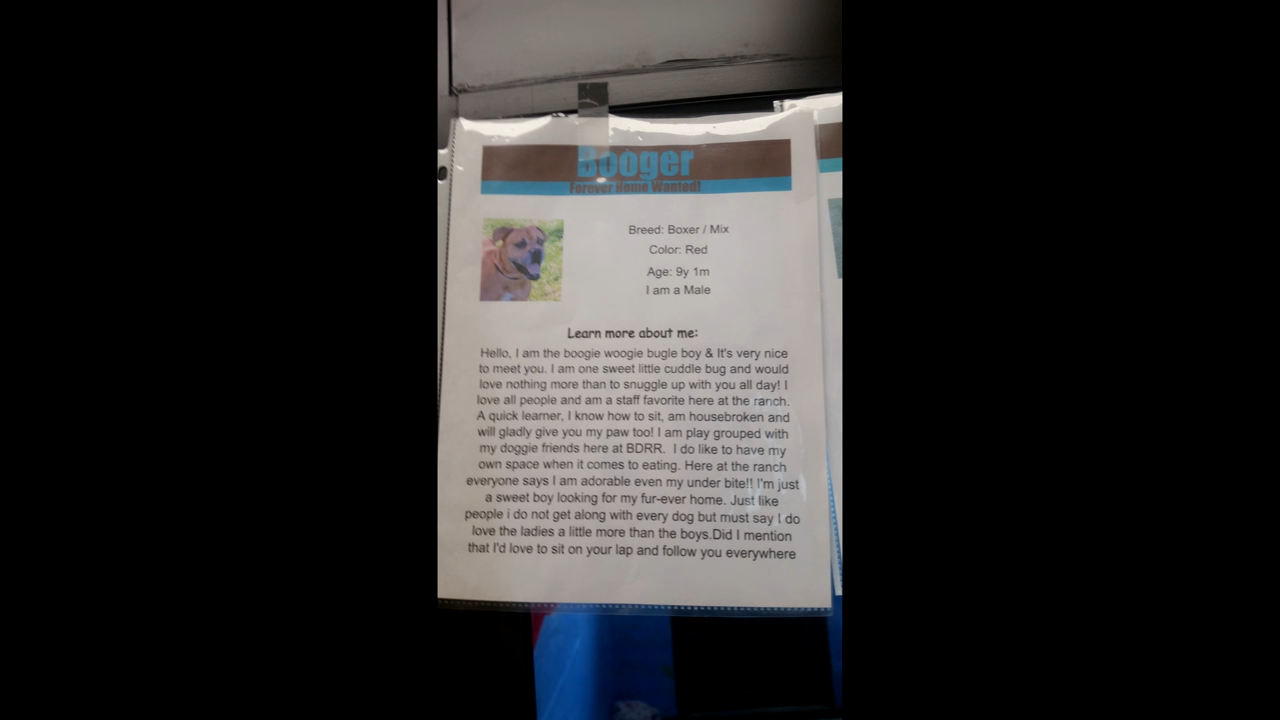 Booger
Forever Home Wanted!
Breed: Boxer / Mix
Color: Red
Age: 9y 1m
I am a Male
Learn more about me:
Hello, I am the boogie woogie bugle boy & It's very nice
to meet you. I am one sweet little cuddle bug and would
love nothing more than to snuggle up with you all day! I
love all people and am a staff favorite here at the ranch.
A quick learner, I know how to sit, am housebroken and
will gladly give you my paw too! I am play grouped with
my doggie friends here at BDRR. I do like to have my
own space when it comes to eating. Here at the ranch
everyone says I am adorable even my under bite!! I'm just
a sweet boy looking for my fur-ever home. Just like
people i do not get along with every dog but must say I do
love the ladies a little more than the boys.Did I mention
that I'd love to sit on your lap and follow you everywhere